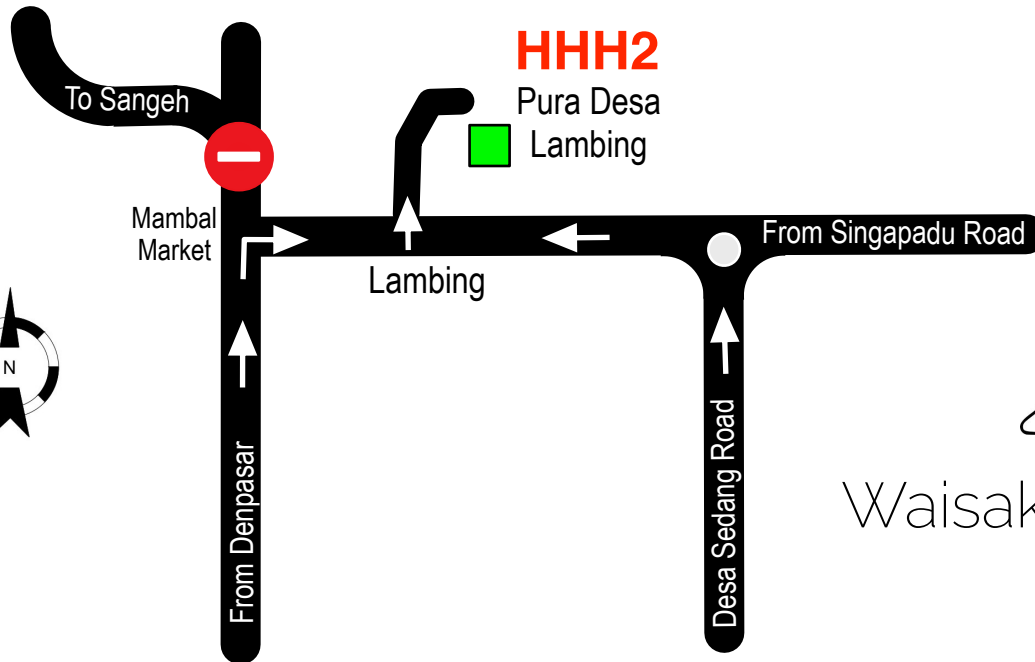 HHH2
Pura Desa
Lambing
To Sangeh
Mambal
Market
From Singapadu Road
Lambing
N
From Denpasar
Desa Sedang Road
Waisak